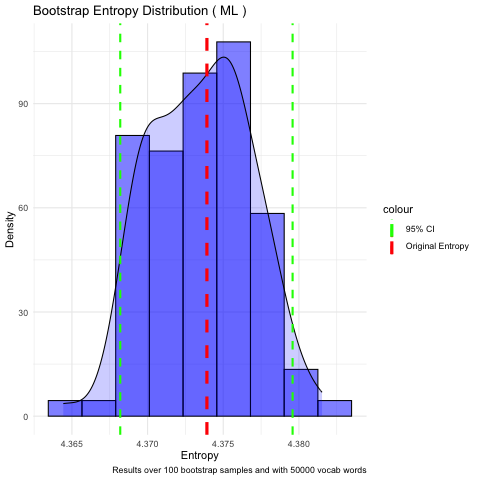 Bootstrap Entropy Distribution ( ML )
Density
90
60
30
0
4.365
4.370
4.375
4.380
Entropy
colour
95% CI
Original Entropy
Results over 100 bootstrap samples and with 50000 vocab words